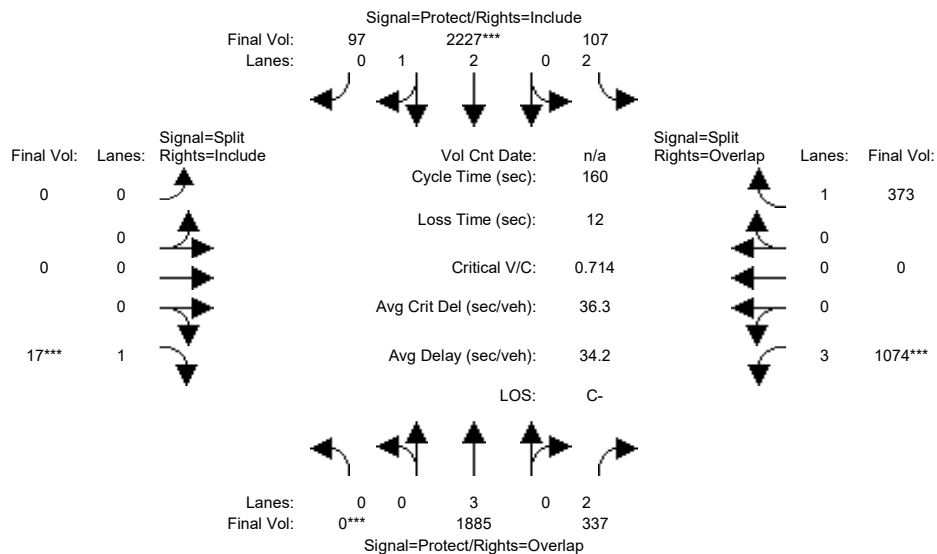 Signal=Protect/Rights=Include
Final Vol: 97 2227*** 107
Lanes: 0 1 2 0 2
Signal=Split
Final Vol: Lanes: Rights=Include
Vol Cnt Date: n/a
Signal=Split
Rights=Overlap Lanes: Final Vol:
Cycle Time (sec): 160
0 0
1 373
Loss Time (sec): 12
0
0
0 0
Critical V/C: 0.714
0 0
0
Avg Crit Del (sec/veh): 36.3
0
17*** 1
Avg Delay (sec/veh): 34.2
3 1074***
LOS: C-
Lanes: 0 0 3 0 2
Final Vol: 0*** 1885 337
Signal=Protect/Rights=Overlap